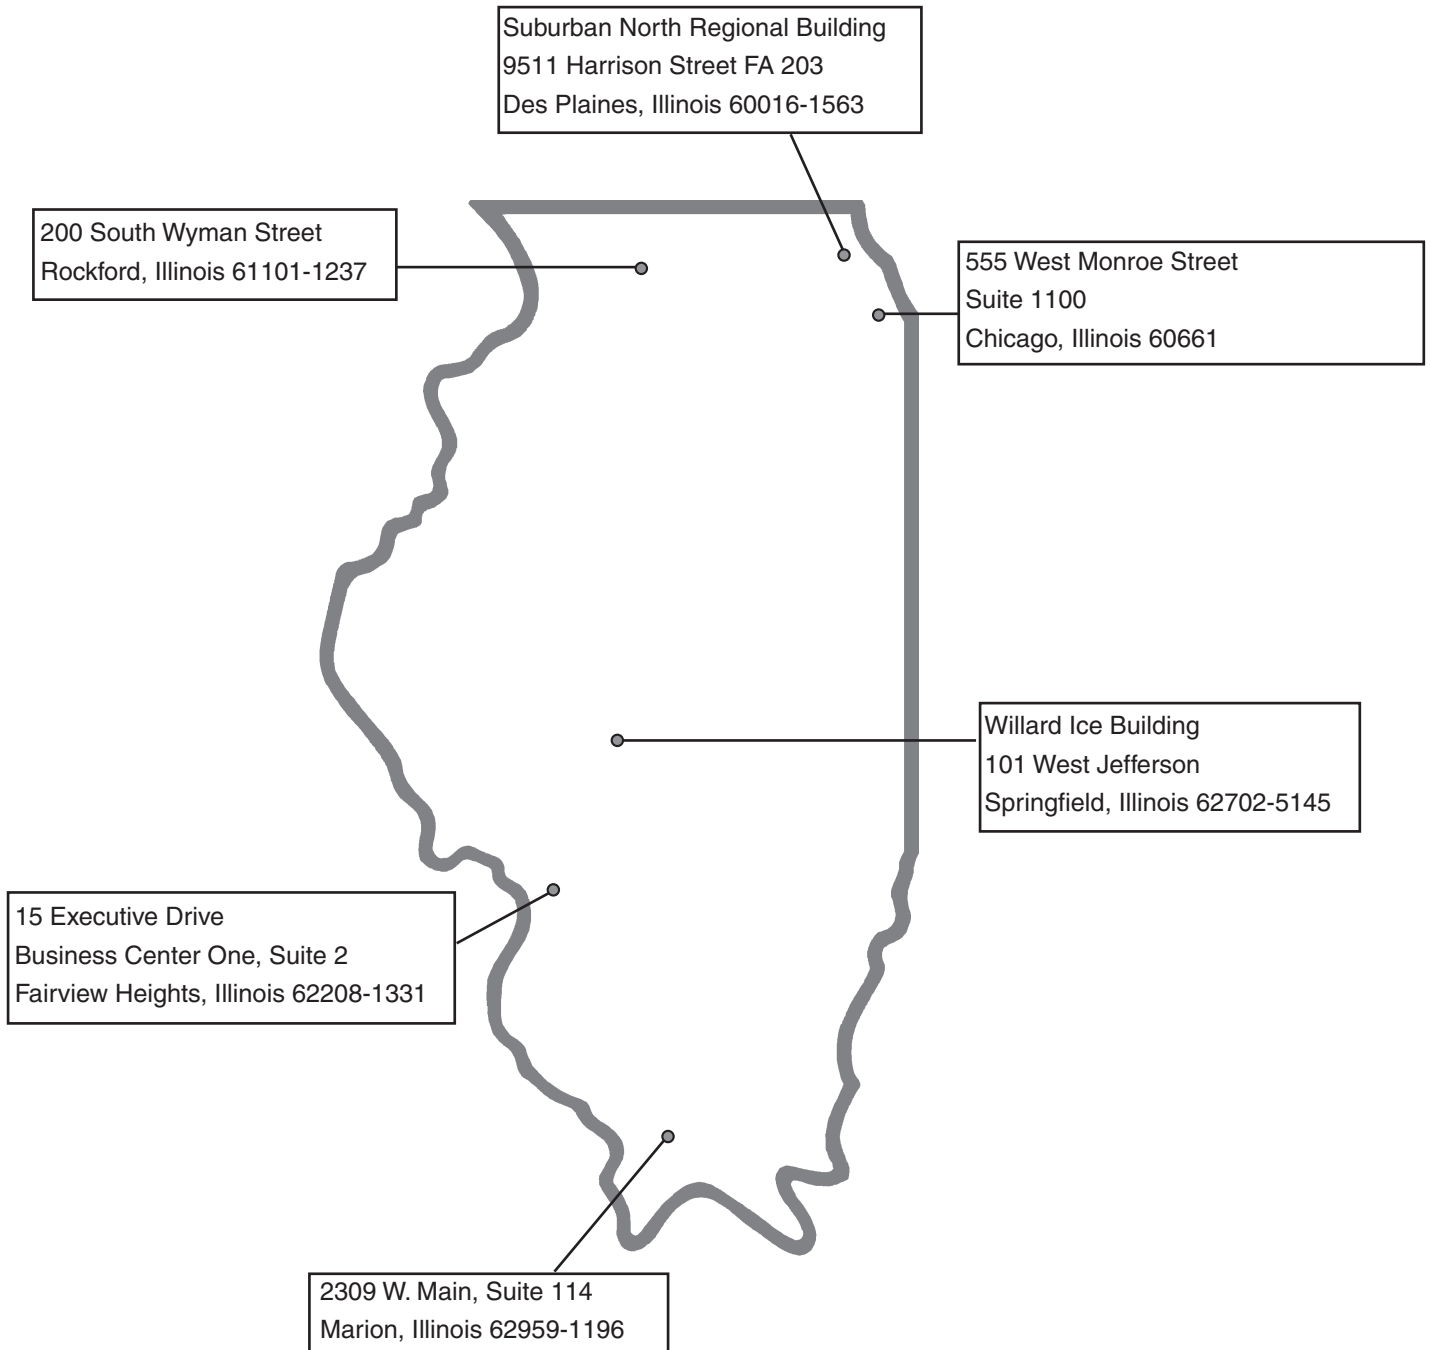 Suburban North Regional Building
9511 Harrison Street FA 203
Des Plaines, Illinois 60016-1563
200 South Wyman Street
Rockford, Illinois 61101-1237
555 West Monroe Street
Suite 1100
Chicago, Illinois 60661
Willard Ice Building
101 West Jefferson
Springfield, Illinois 62702-5145
15 Executive Drive
Business Center One, Suite 2
Fairview Heights, Illinois 62208-1331
2309 W. Main, Suite 114
Marion, Illinois 62959-1196